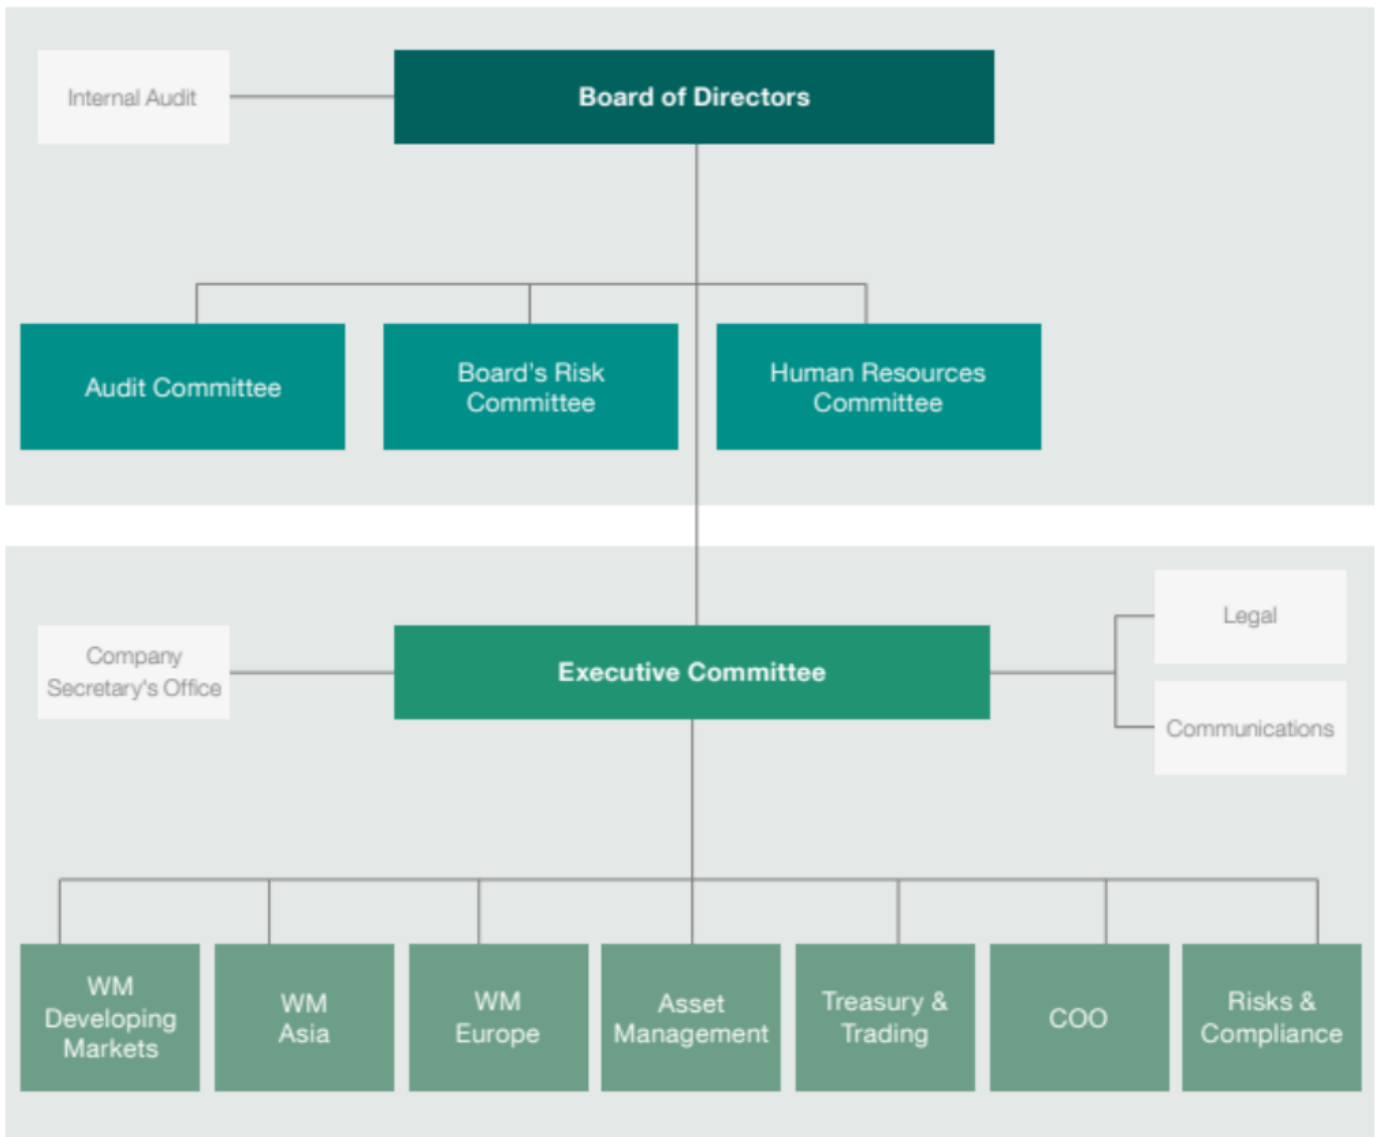 Internal Audit
Board of Directors
Audit Committee
Board's Risk
Committee
Human Resources
Committee
Company
Secretary's Office
Executive Committee
Legal
Communications
WM
Developing
Markets
WM
Asia
WM
Europe
Asset
Management
Treasury &
Trading
COO
Risks &
Compliance